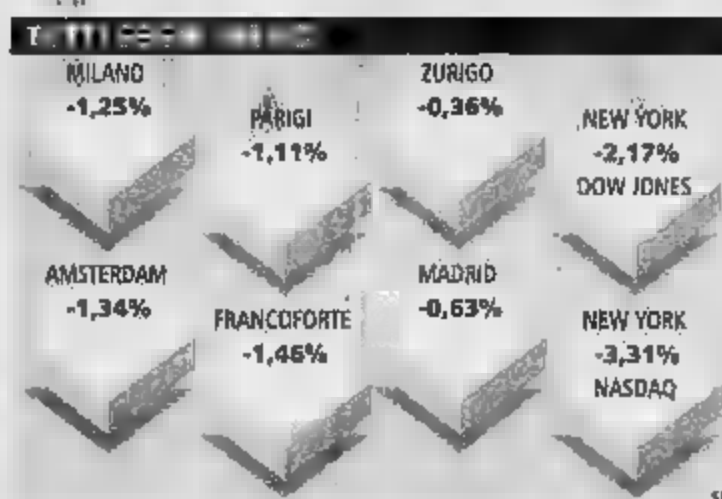 MILANO
-1,25%
PARIGI
-1,11%
ZURIGO
-0,36%
NEW YORK
-2,17%
DOW JONES
AMSTERDAM
-1,34%
FRANCOFORTE
-1,46%
MADRID
-0,63%
NEW YORK
-3,31%
NASDAQ